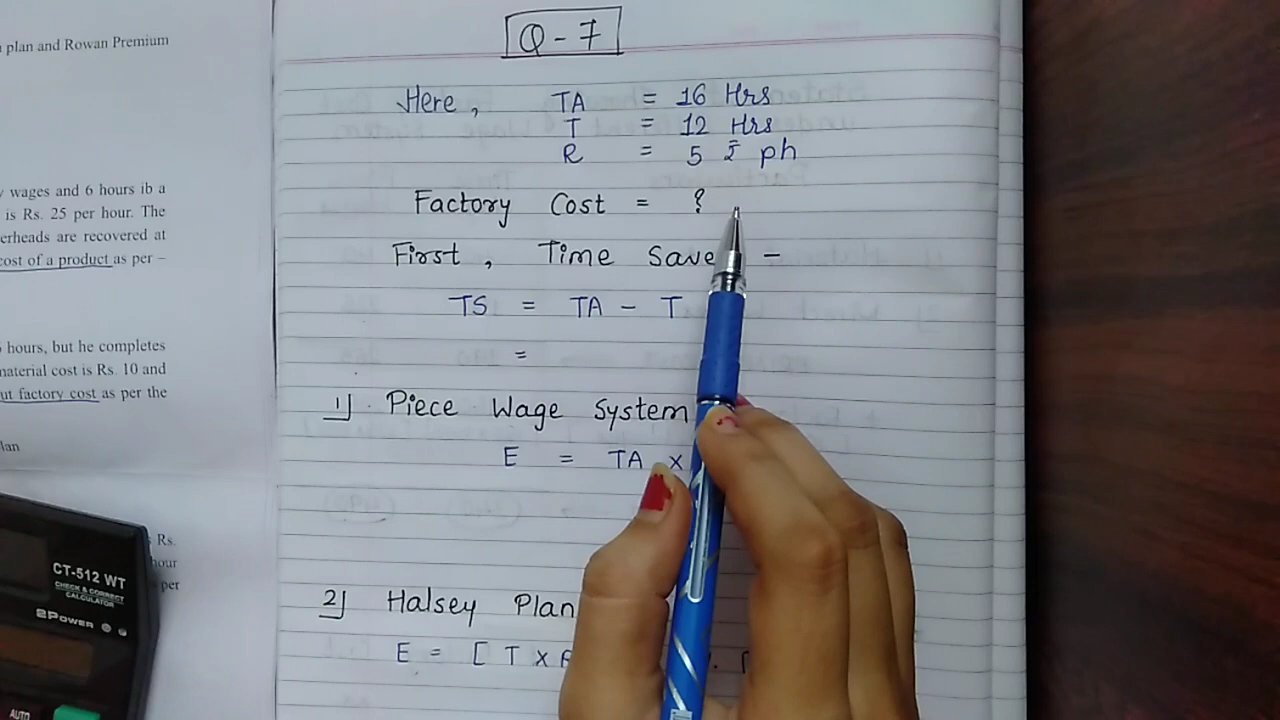 plan and Rowan Premium
wages and 6 hours ib a
is Rs. 25 per hour. The
erheads are recovered at
cost of a product as per –
hours, but he completes
material cost is Rs. 10 and
ut factory cost as per the
lan
Rs.
hour
per
CT-512 WT
CHECK & CORRECT
CALCULATOR
2POWER
AUTO
Q - 7
Here, TA = 16 Hrs
T = 12 Hrs
R = 5 ₹ ph
Factory Cost = ?
First, Time Save –
TS = TA – T
=
1] Piece Wage System
E = TA ×
2] Halsey Plan
E = [ T × R